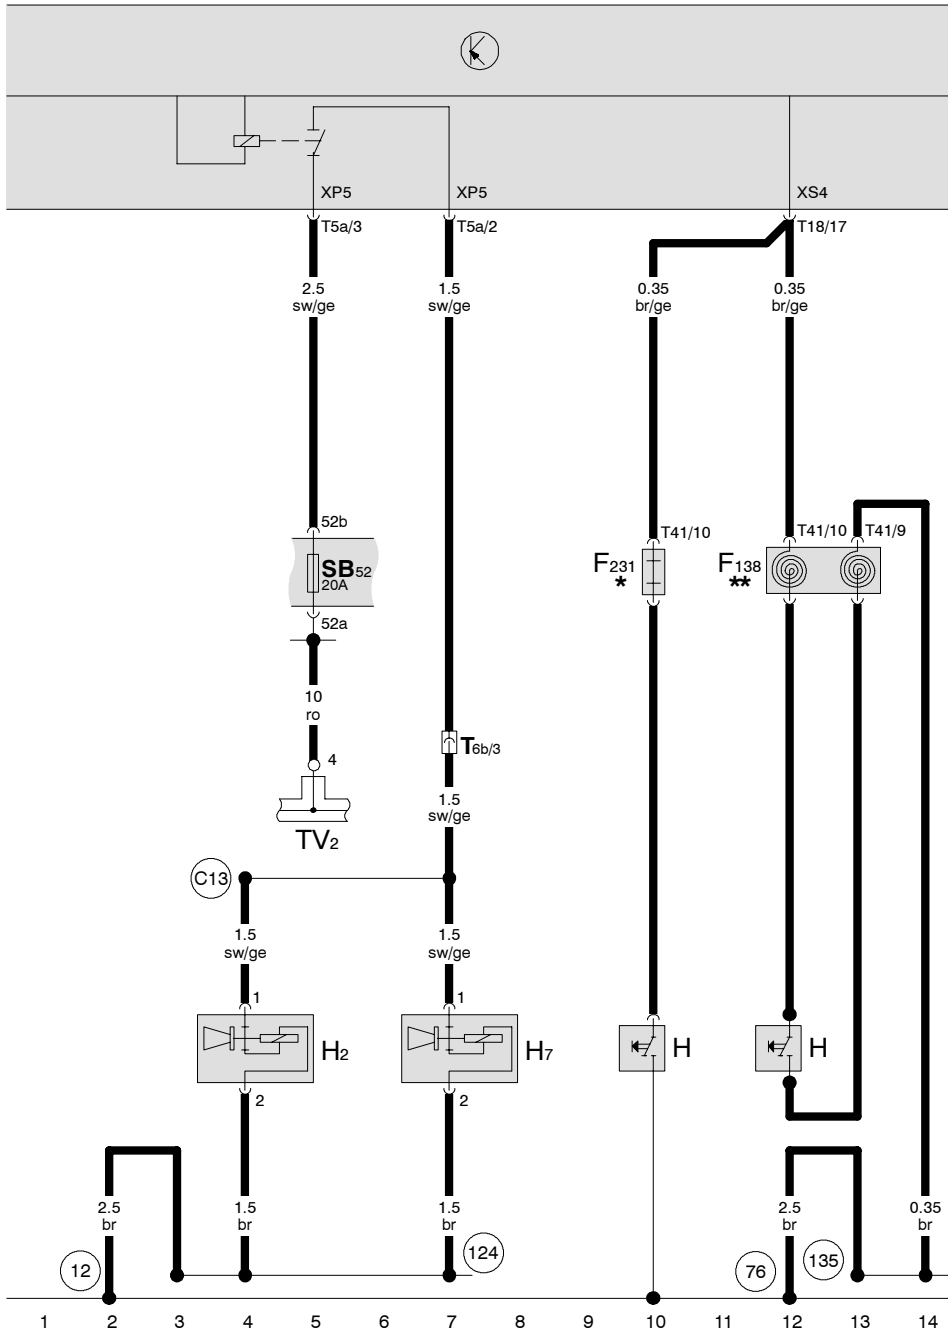 XP5 XP5 XS4
T5a/3 T5a/2 T18/17
2.5 1.5 0.35 0.35
sw/ge sw/ge br/ge br/ge
52b
T41/10 T41/10 T41/9
SB52 F231 F138
20A * **
52a
10
ro
4 T6b/3
1.5
sw/ge
TV2
C13
1.5 1.5
sw/ge sw/ge
1 1
H2 H7 H H
2 2
2.5 1.5 1.5 2.5 0.35
br br br br br
12 124 76 135
1 2 3 4 5 6 7 8 9 10 11 12 13 14